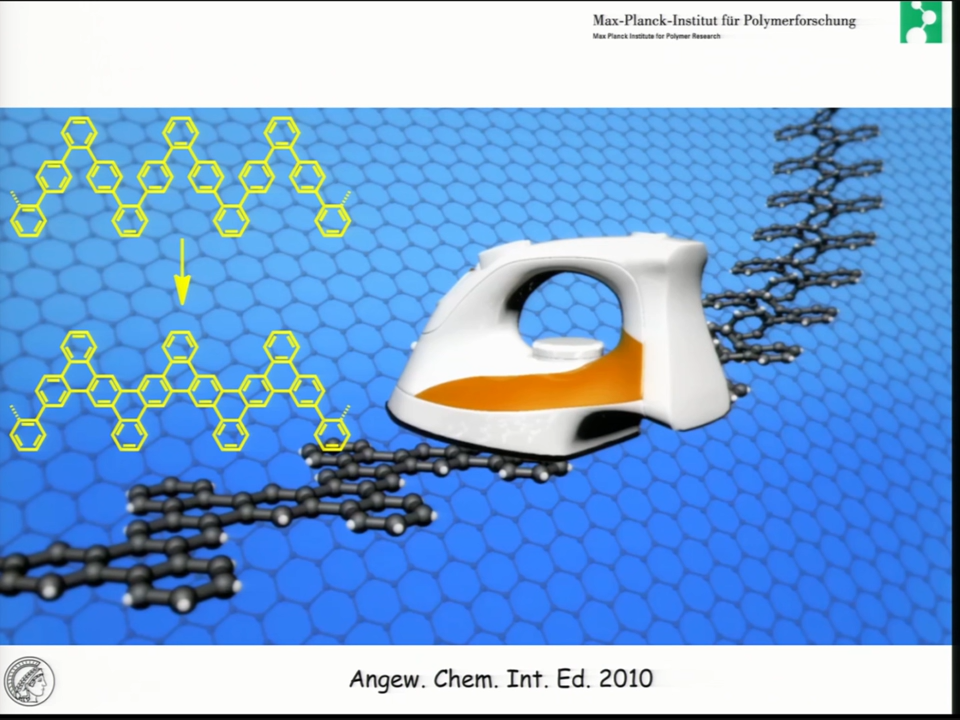 Max-Planck-Institut für Polymerforschung
Max Planck Institute for Polymer Research
Angew. Chem. Int. Ed. 2010